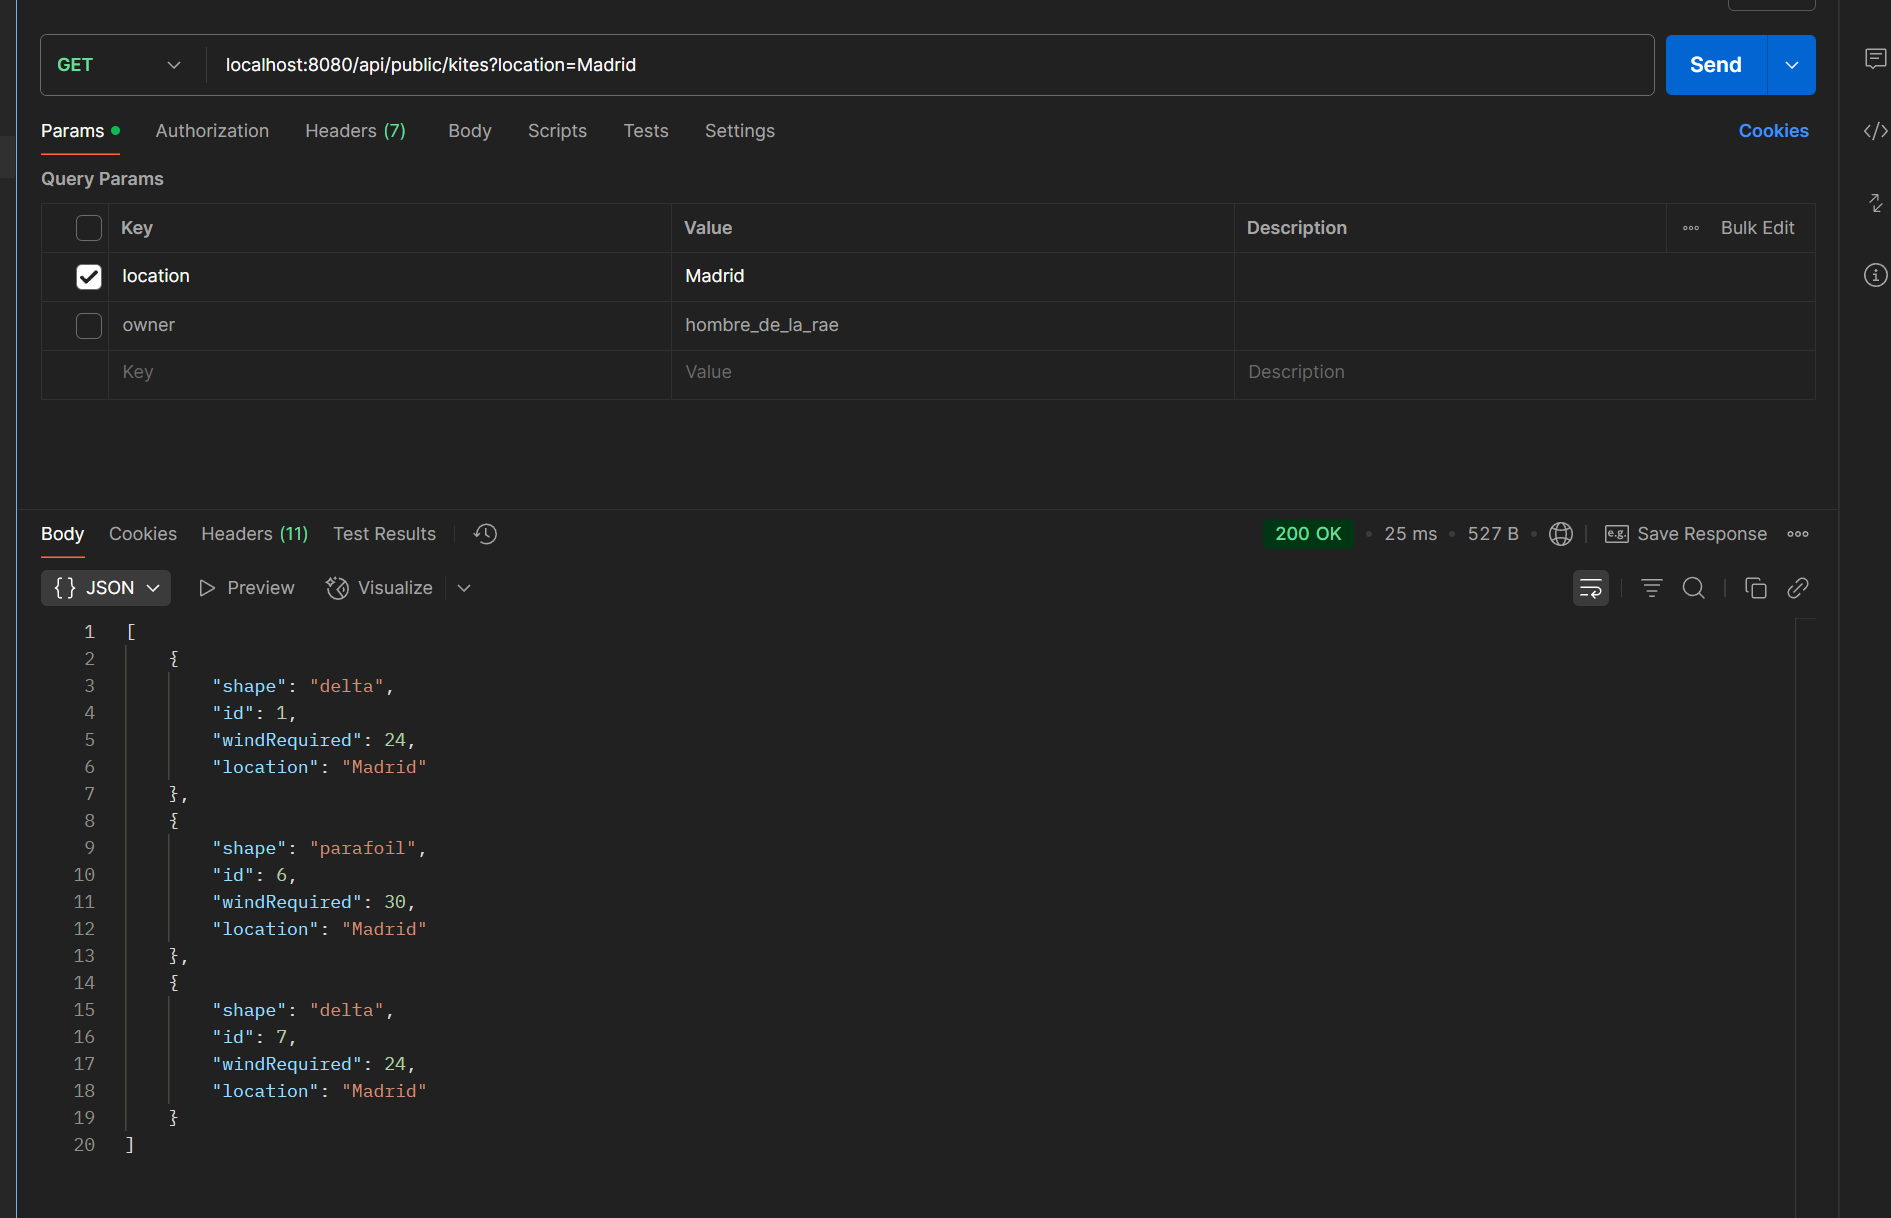 GET localhost:8080/api/public/kites?location=Madrid Send
Params Authorization Headers (7) Body Scripts Tests Settings Cookies
Query Params
Key Value Description Bulk Edit
location Madrid
owner hombre_de_la_rae
Key Value Description
Body Cookies Headers (11) Test Results 200 OK 25 ms 527 B e.g. Save Response
{} JSON Preview Visualize
1 [
2 {
3 "shape": "delta",
4 "id": 1,
5 "windRequired": 24,
6 "location": "Madrid"
7 },
8 {
9 "shape": "parafoil",
10 "id": 6,
11 "windRequired": 30,
12 "location": "Madrid"
13 },
14 {
15 "shape": "delta",
16 "id": 7,
17 "windRequired": 24,
18 "location": "Madrid"
19 }
20 ]